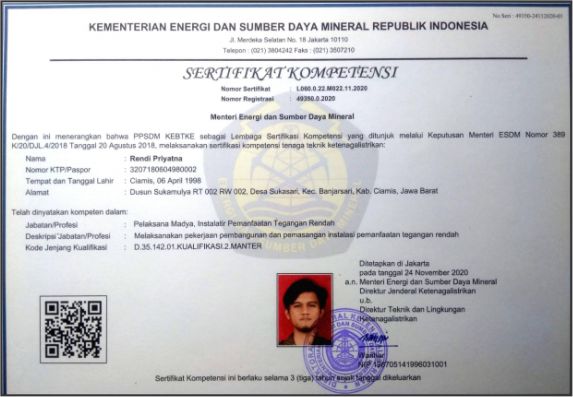 No.Seri : 49350-24112020-01
KEMENTERIAN ENERGI DAN SUMBER DAYA MINERAL REPUBLIK INDONESIA
Jl. Merdeka Selatan No. 18 Jakarta 10110
Telepon : (021) 3804242 Faks : (021) 3507210
SERTIFIKAT KOMPETENSI
Nomor Sertifikat : L060.0.22.M022.11.2020
Nomor Registrasi : 49350.0.2020
Menteri Energi dan Sumber Daya Mineral
Dengan ini menerangkan bahwa PPSDM KEBTKE sebagai Lembaga Sertifikasi Kompetensi yang ditunjuk melalui Keputusan Menteri ESDM Nomor 389
K/20/DJL.4/2018 Tanggal 20 Agustus 2018, melaksanakan sertifikasi kompetensi tenaga teknik ketenagalistrikan:
Nama : Rendi Priyatna
Nomor KTP/Paspor : 3207180604980002
Tempat dan Tanggal Lahir : Ciamis, 06 April 1998
Alamat : Dusun Sukamulya RT 002 RW 002, Desa Sukasari, Kec. Banjarsari, Kab. Ciamis, Jawa Barat
Telah dinyatakan kompeten dalam :
Jabatan/Profesi : Pelaksana Madya, Instalatir Pemanfaatan Tegangan Rendah
Deskripsi Jabatan/Profesi : Melaksanakan pekerjaan pembangunan dan pemasangan instalasi pemanfaatan tegangan rendah
Kode Jenjang Kualifikasi : D.35.142.01.KUALIFIKASI.2.MANTER
Ditetapkan di Jakarta
pada tanggal 24 November 2020
a.n. Menteri Energi dan Sumber Daya Mineral
Direktur Jenderal Ketenagalistrikan
u.b.
Direktur Teknik dan Lingkungan
Ketenagalistrikan
NIP 196705141996031001
Sertifikat Kompetensi ini berlaku selama 3 (tiga) tahun sejak tanggal dikeluarkan